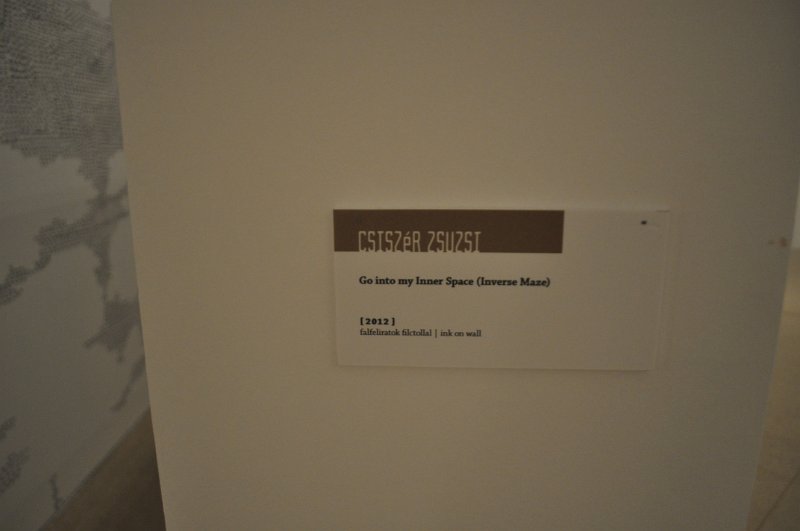 CSISZéR ZSUZSI
Go into my Inner Space (Inverse Maze)
[2012]
falfeliratok filctollal | ink on wall